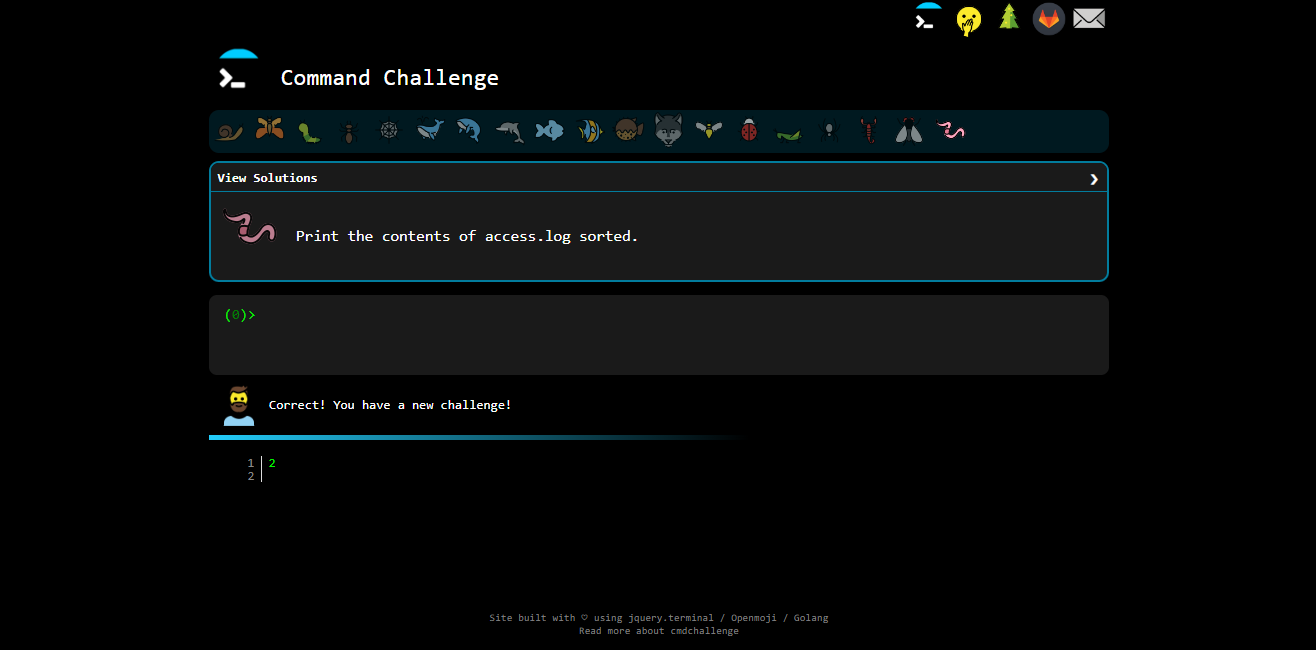 Command Challenge
View Solutions
Print the contents of access.log sorted.
(0)>
Correct! You have a new challenge!
1 2
2
Site built with ♡ using jquery.terminal / Openmoji / Golang
Read more about cmdchallenge